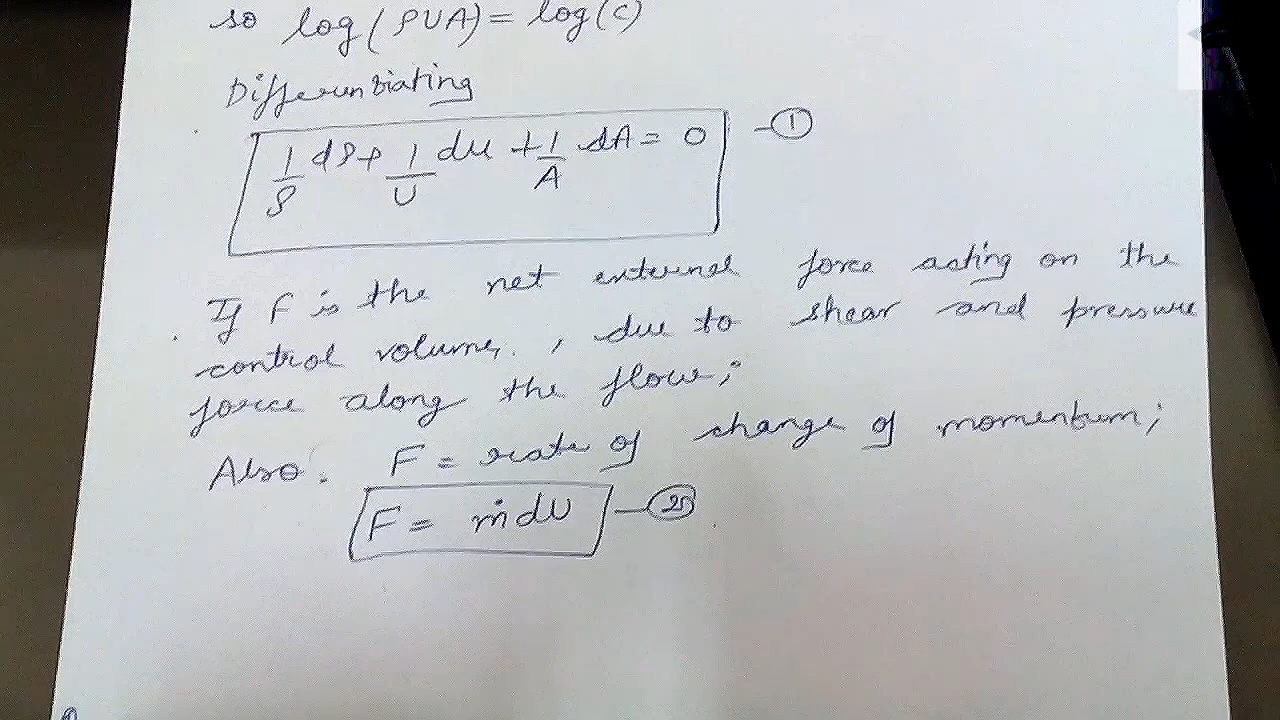 so log(ρUA) = log(c)
Differentiating
1/ρ dρ + 1/U du + 1/A dA = 0 - ①
If F is the net external force acting on the
control volume, , due to shear and pressure
force along the flow;
Also. F = rate of change of momentum;
F = ṁdU - ②